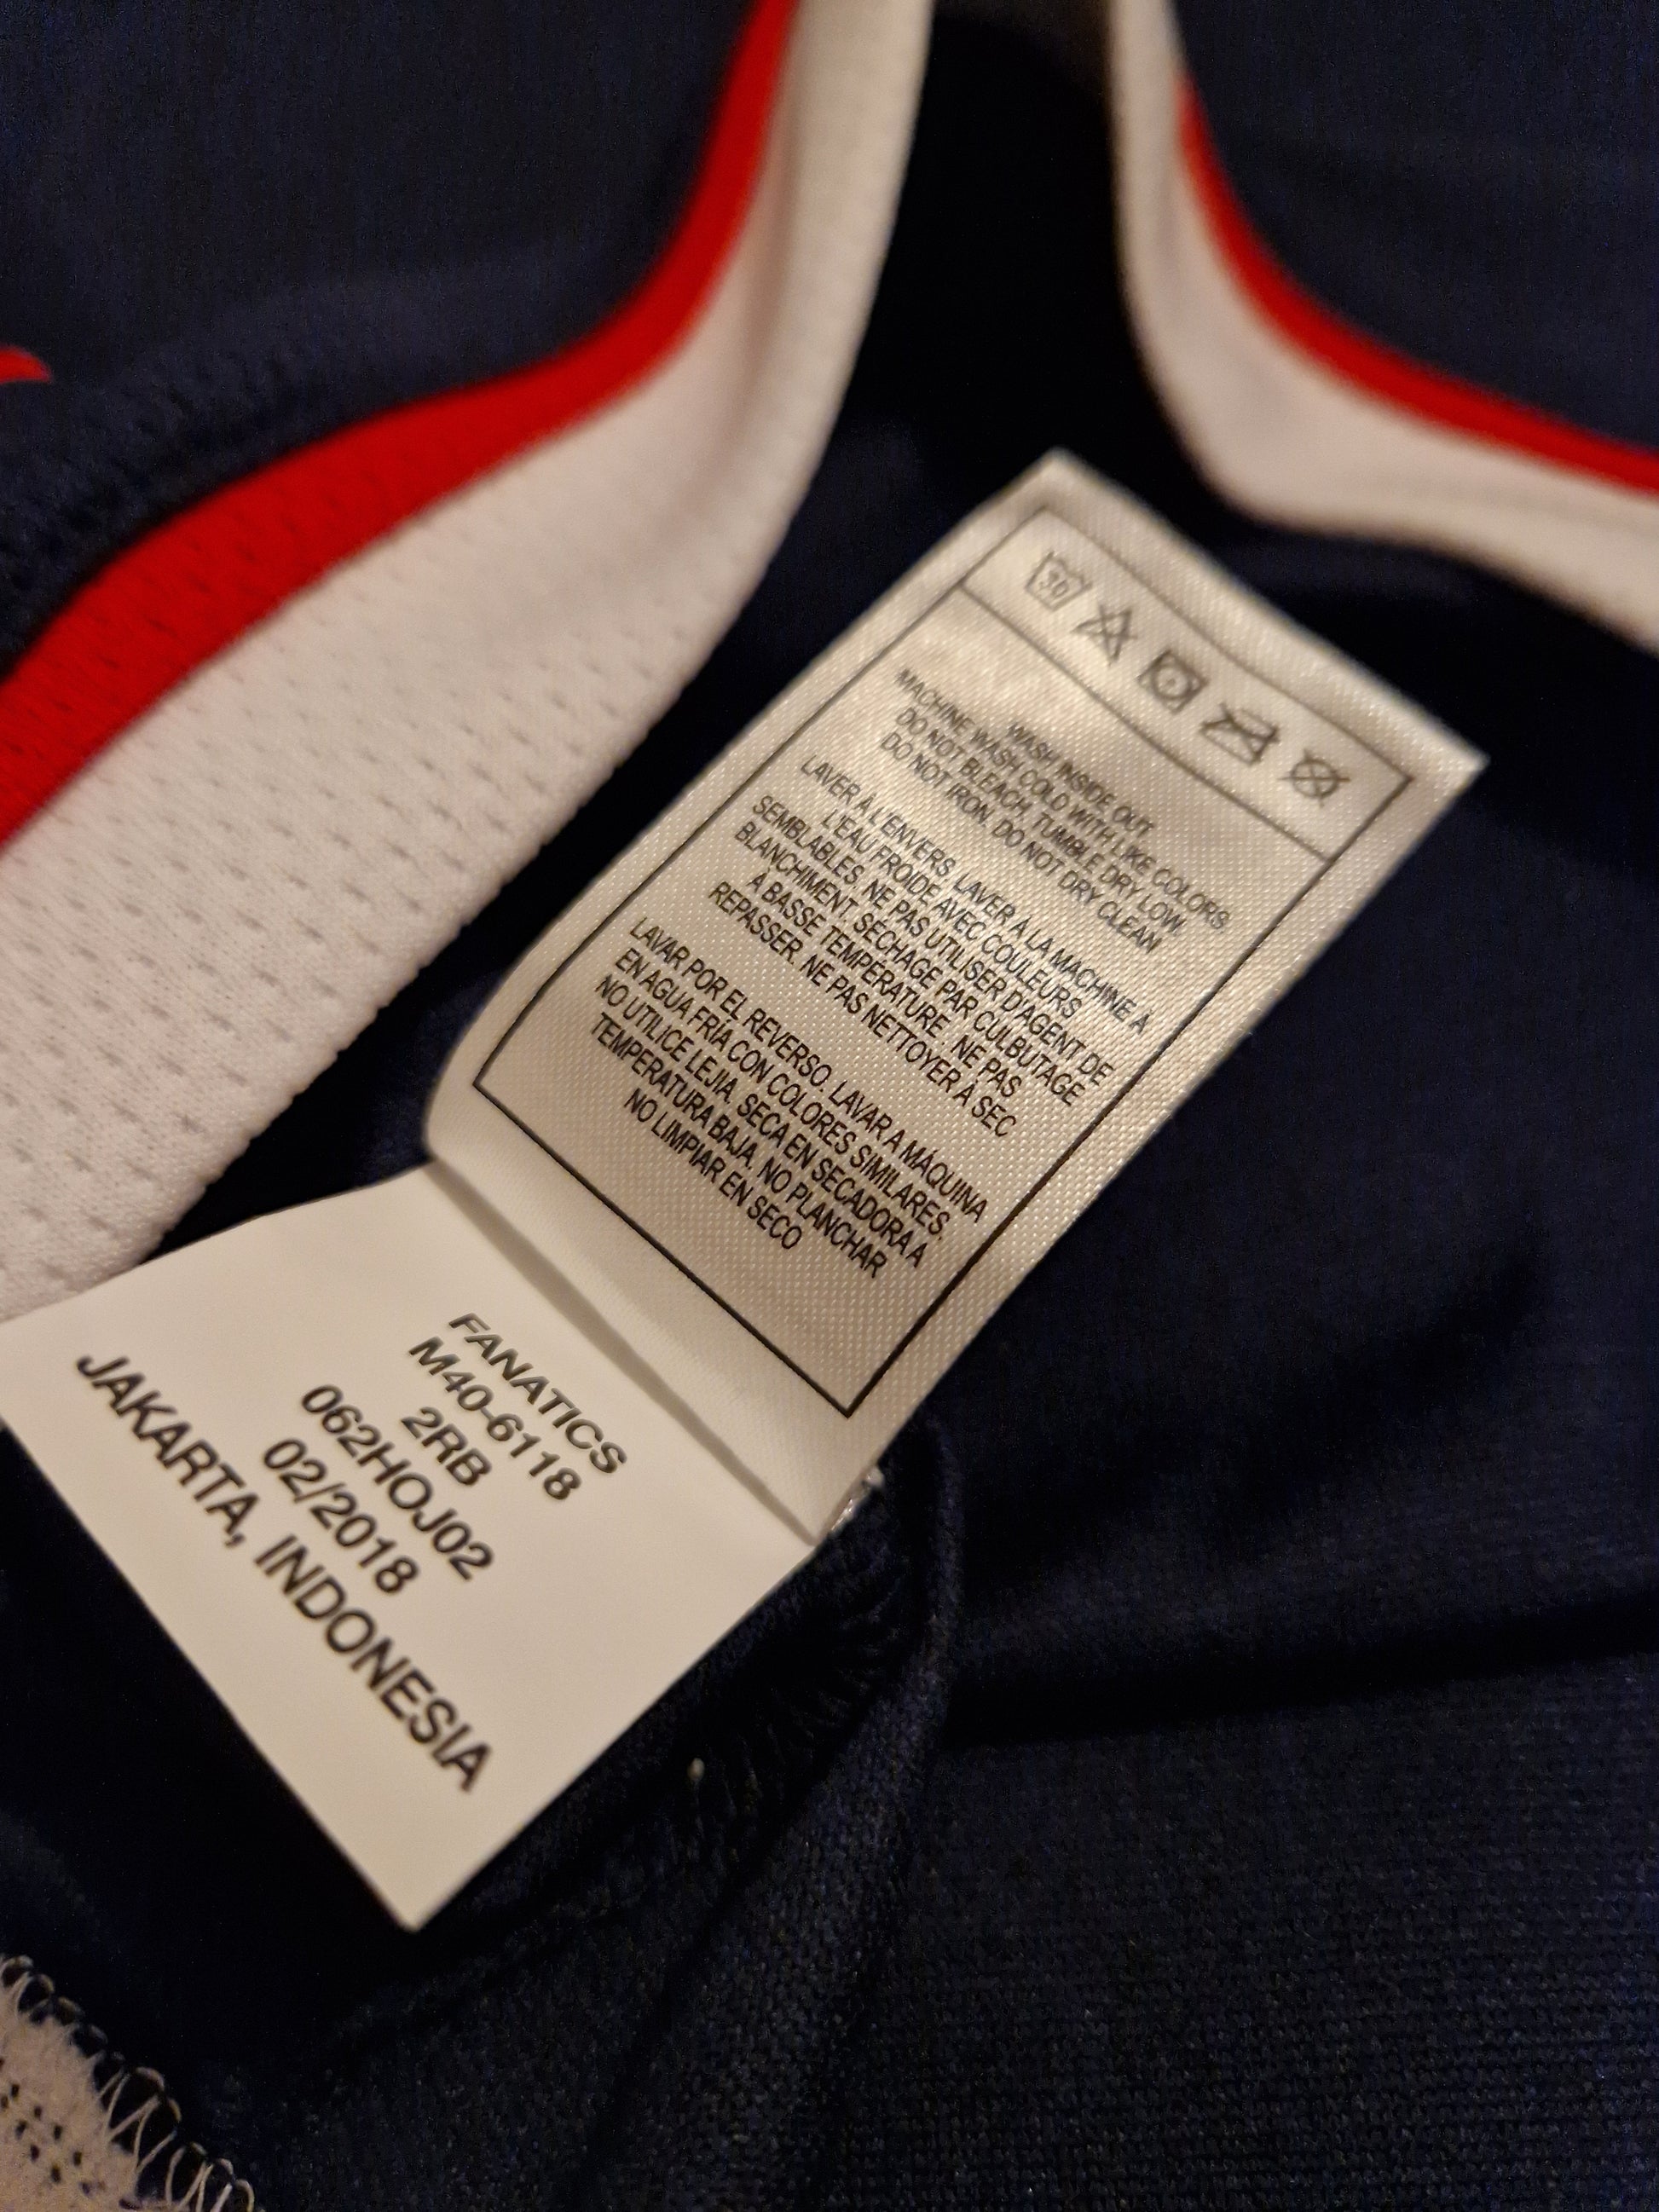 30
WASH INSIDE OUT.
MACHINE WASH COLD WITH LIKE COLORS.
DO NOT BLEACH, TUMBLE DRY LOW.
DO NOT IRON. DO NOT DRY CLEAN
LAVER À L'ENVERS. LAVER À LA MACHINE À
L'EAU FROIDE AVEC COULEURS
SEMBLABLES. NE PAS UTILISER D'AGENT DE
BLANCHIMENT. SÉCHAGE PAR CULBUTAGE
À BASSE TEMPÉRATURE. NE PAS
REPASSER. NE PAS NETTOYER À SEC
LAVAR POR EL REVERSO. LAVAR A MÁQUINA
EN AGUA FRÍA CON COLORES SIMILARES.
NO UTILICE LEJIA. SECA EN SECADORA A
TEMPERATURA BAJA. NO PLANCHAR
NO LIMPIAR EN SECO
FANATICS
M40-6118
2RB
062HOJ02
02/2018
JAKARTA, INDONESIA